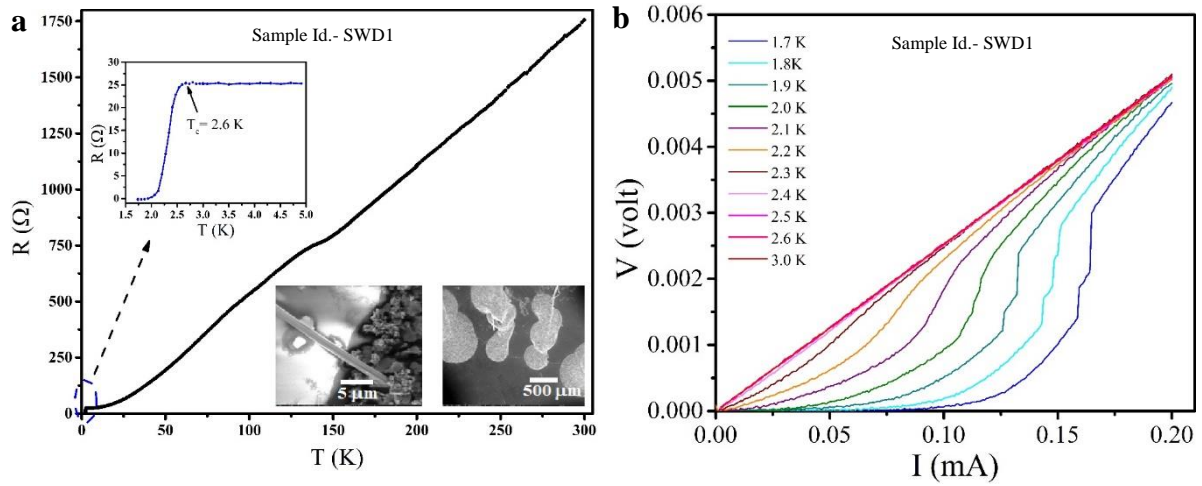 a
Sample Id.- SWD1
R (Ω)
1750
1500
1250
1000
750
500
250
0
0
50
100
150
200
250
300
T (K)
R (Ω)
30
25
20
15
10
5
0
1.5
2.0
2.5
3.0
3.5
4.0
4.5
5.0
T (K)
Tc= 2.6 K
5 μm
500 μm
b
Sample Id.- SWD1
V (volt)
0.006
0.005
0.004
0.003
0.002
0.001
0.000
0.00
0.05
0.10
0.15
0.20
I (mA)
1.7 K
1.8K
1.9 K
2.0 K
2.1 K
2.2 K
2.3 K
2.4 K
2.5 K
2.6 K
3.0 K